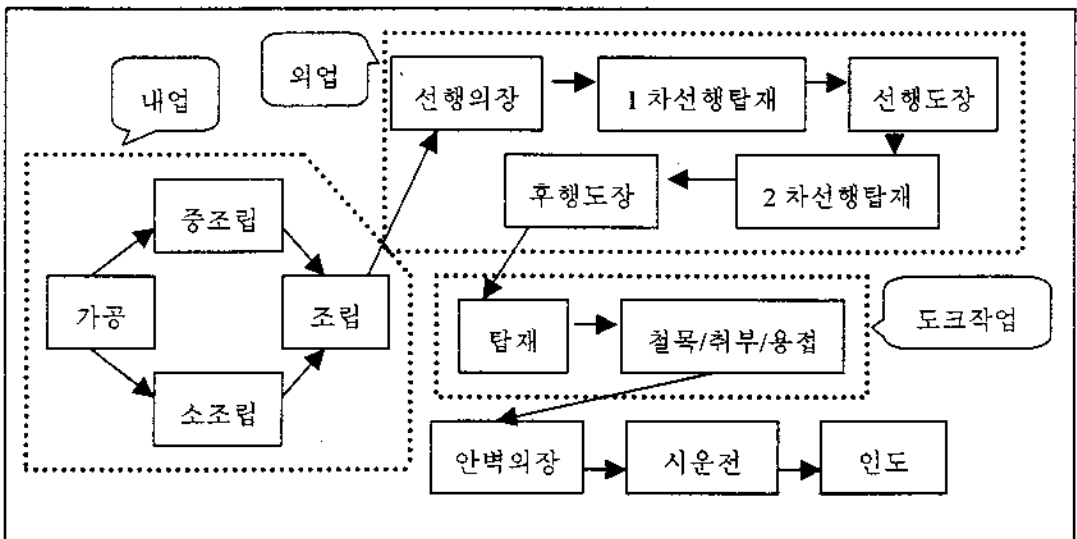 내업
외업
선행의장
1 차선행탑재
선행도장
후행도장
2 차선행탑재
중조립
가공
조립
소조립
탑재
철목/취부/용접
도크작업
안벽의장
시운전
인도